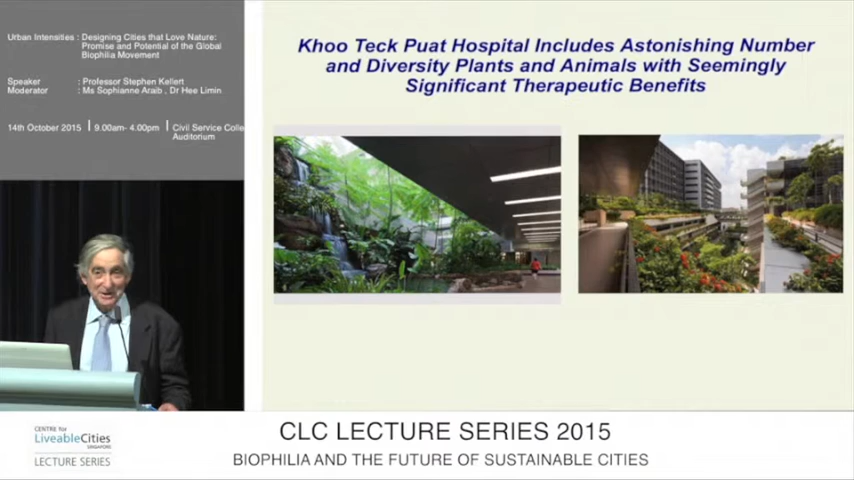 Urban Intensities : Designing Cities that Love Nature:
Promise and Potential of the Global
Biophilia Movement
Speaker : Professor Stephen Kellert
Moderator : Ms Sophianne Araib , Dr Hee Limin
14th October 2015 | 9.00am- 4.00pm | Civil Service Colle
Auditorium
Khoo Teck Puat Hospital Includes Astonishing Number
and Diversity Plants and Animals with Seemingly
Significant Therapeutic Benefits
CENTRE for
LiveableCities
SINGAPORE
LECTURE SERIES
CLC LECTURE SERIES 2015
BIOPHILIA AND THE FUTURE OF SUSTAINABLE CITIES